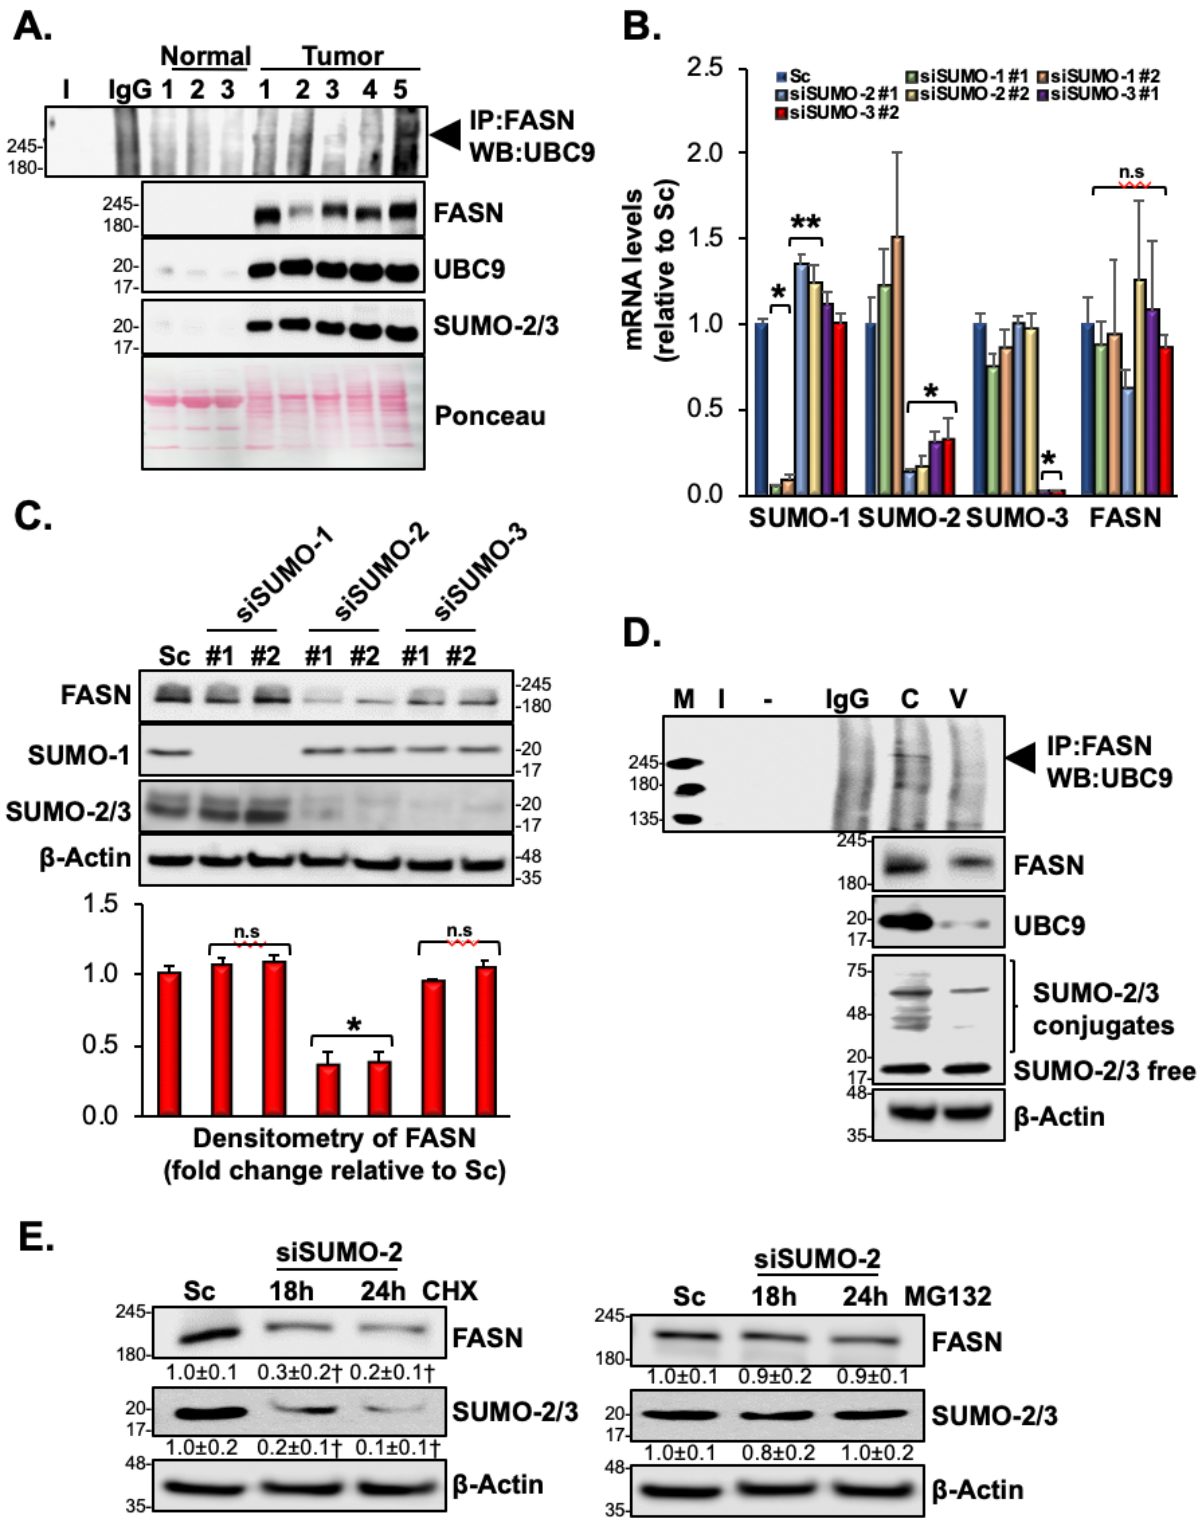 A.
Normal Tumor
I IgG 1 2 3 1 2 3 4 5
245-
180-
IP:FASN
WB:UBC9
245-
180-
FASN
20-
17-
UBC9
20-
17-
SUMO-2/3
Ponceau
B.
mRNA levels
(relative to Sc)
2.5
2.0
1.5
1.0
0.5
0.0
Sc siSUMO-1 #1 siSUMO-1 #2
siSUMO-2 #1 siSUMO-2 #2 siSUMO-3 #1
siSUMO-3 #2
*
**
*
*
n.s
SUMO-1 SUMO-2 SUMO-3 FASN
C.
siSUMO-1 siSUMO-2 siSUMO-3
Sc #1 #2 #1 #2 #1 #2
FASN
-245
-180
SUMO-1
-20
-17
SUMO-2/3
-20
-17
β-Actin
-48
-35
1.5
1.0
0.5
0.0
n.s
*
n.s
Densitometry of FASN
(fold change relative to Sc)
D.
M I - IgG C V
245-
180-
135-
IP:FASN
WB:UBC9
245-
180-
FASN
20-
17-
UBC9
75-
48-
20-
17-
SUMO-2/3
conjugates
SUMO-2/3 free
48-
35-
β-Actin
E.
siSUMO-2
Sc 18h 24h CHX
245-
180-
FASN
1.0±0.1 0.3±0.2† 0.2±0.1†
20-
17-
SUMO-2/3
1.0±0.2 0.2±0.1† 0.1±0.1†
48-
35-
β-Actin
siSUMO-2
Sc 18h 24h MG132
245-
180-
FASN
1.0±0.1 0.9±0.2 0.9±0.1
20-
17-
SUMO-2/3
1.0±0.1 0.8±0.2 1.0±0.2
48-
35-
β-Actin